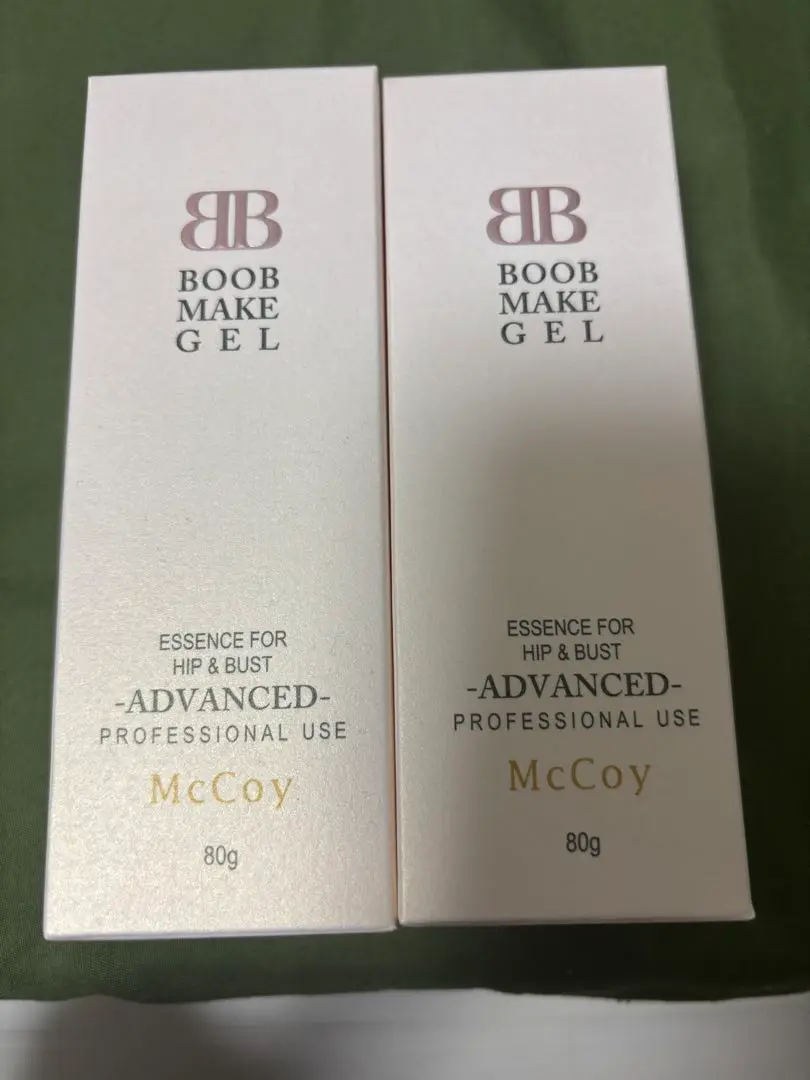 BB
BOOB
MAKE
GEL
ESSENCE FOR
HIP & BUST
-ADVANCED-
PROFESSIONAL USE
McCoy
80g
BB
BOOB
MAKE
GEL
ESSENCE FOR
HIP & BUST
-ADVANCED-
PROFESSIONAL USE
McCoy
80g